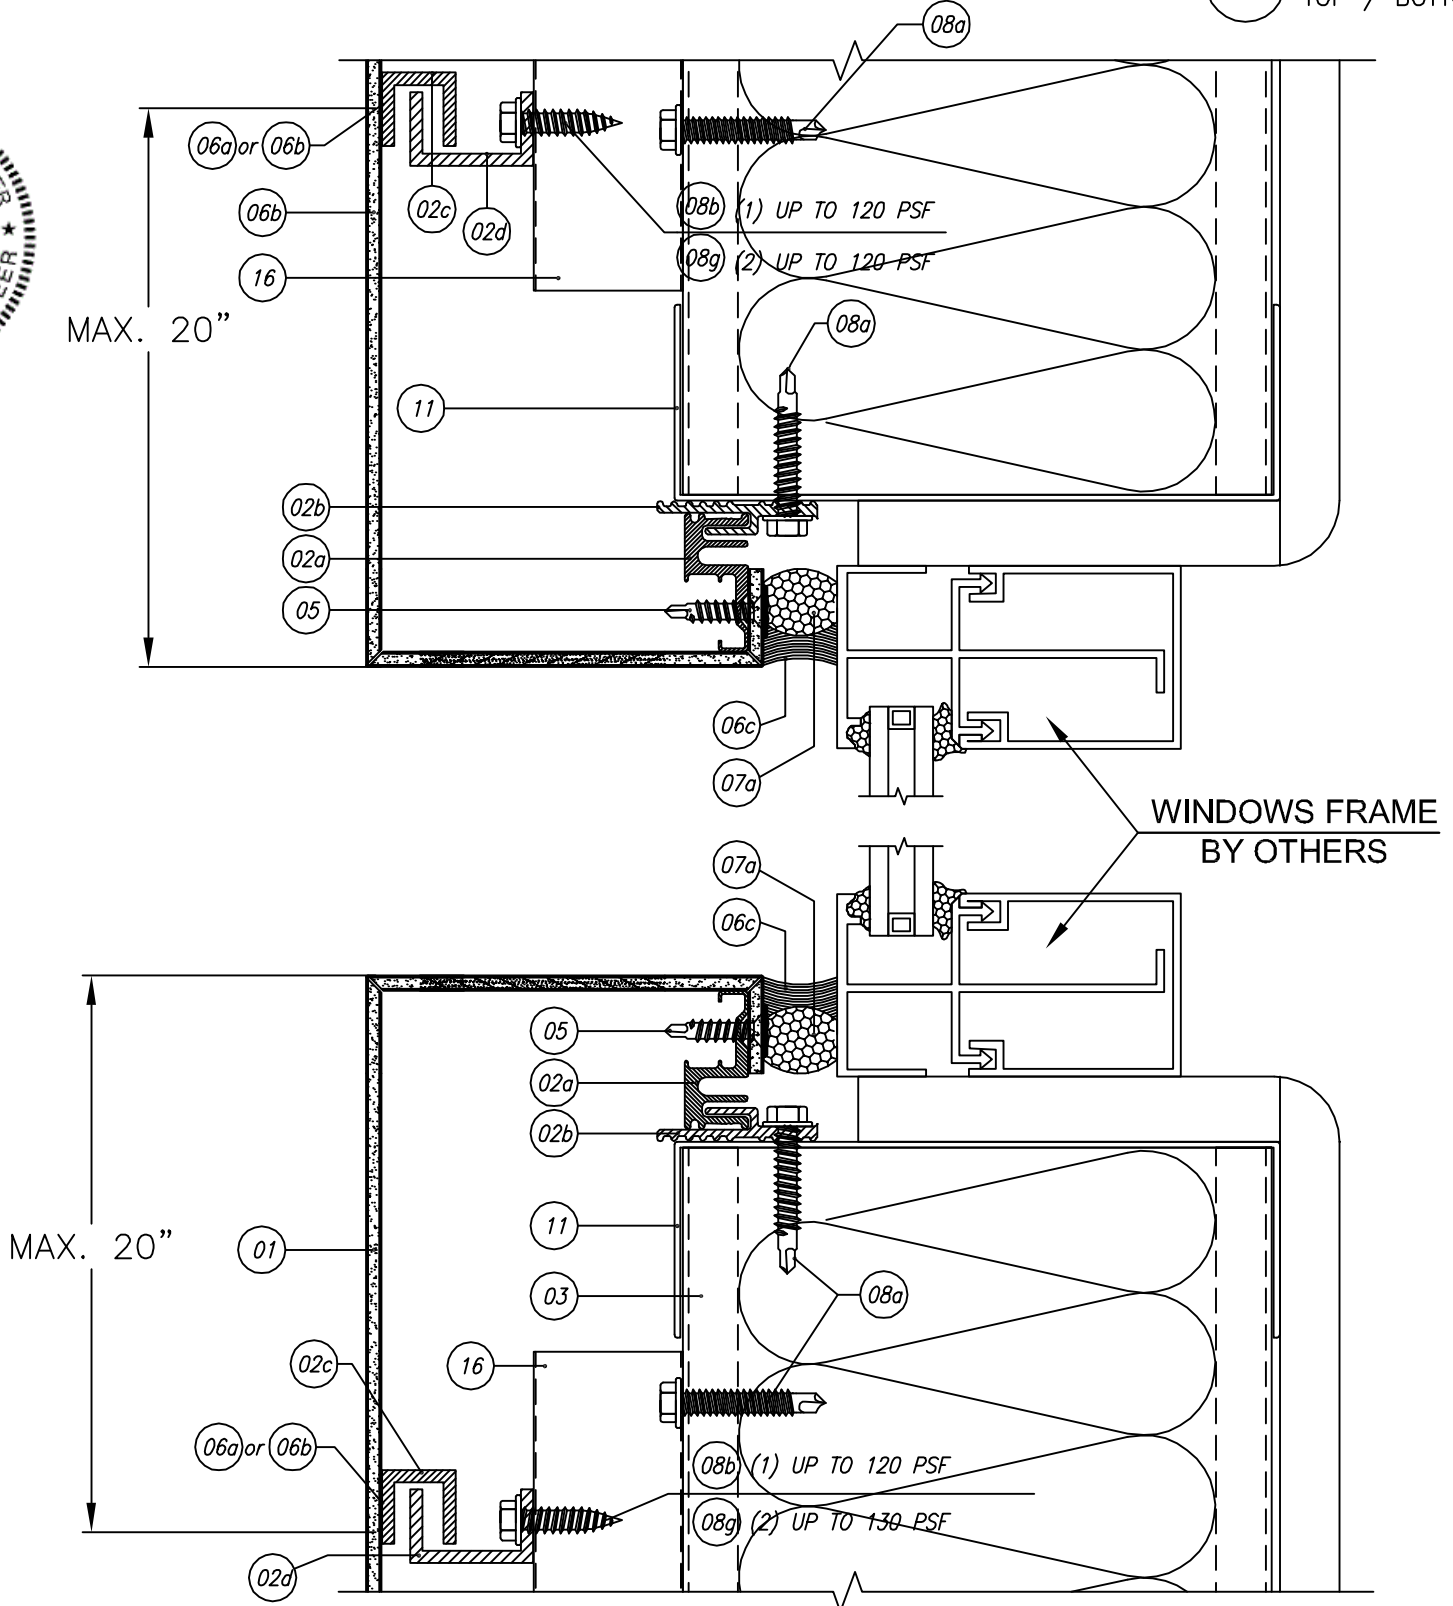 08a
06a or 06b
06b
02c
02d
08b (1) UP TO 120 PSF
16
08g (2) UP TO 120 PSF
MAX. 20”
08a
11
02b
02a
05
06c
07a
WINDOWS FRAME
BY OTHERS
07a
06c
05
02a
02b
11
MAX. 20”
01
03
08a
02c
16
06a or 06b
08b (1) UP TO 120 PSF
08g (2) UP TO 130 PSF
02d